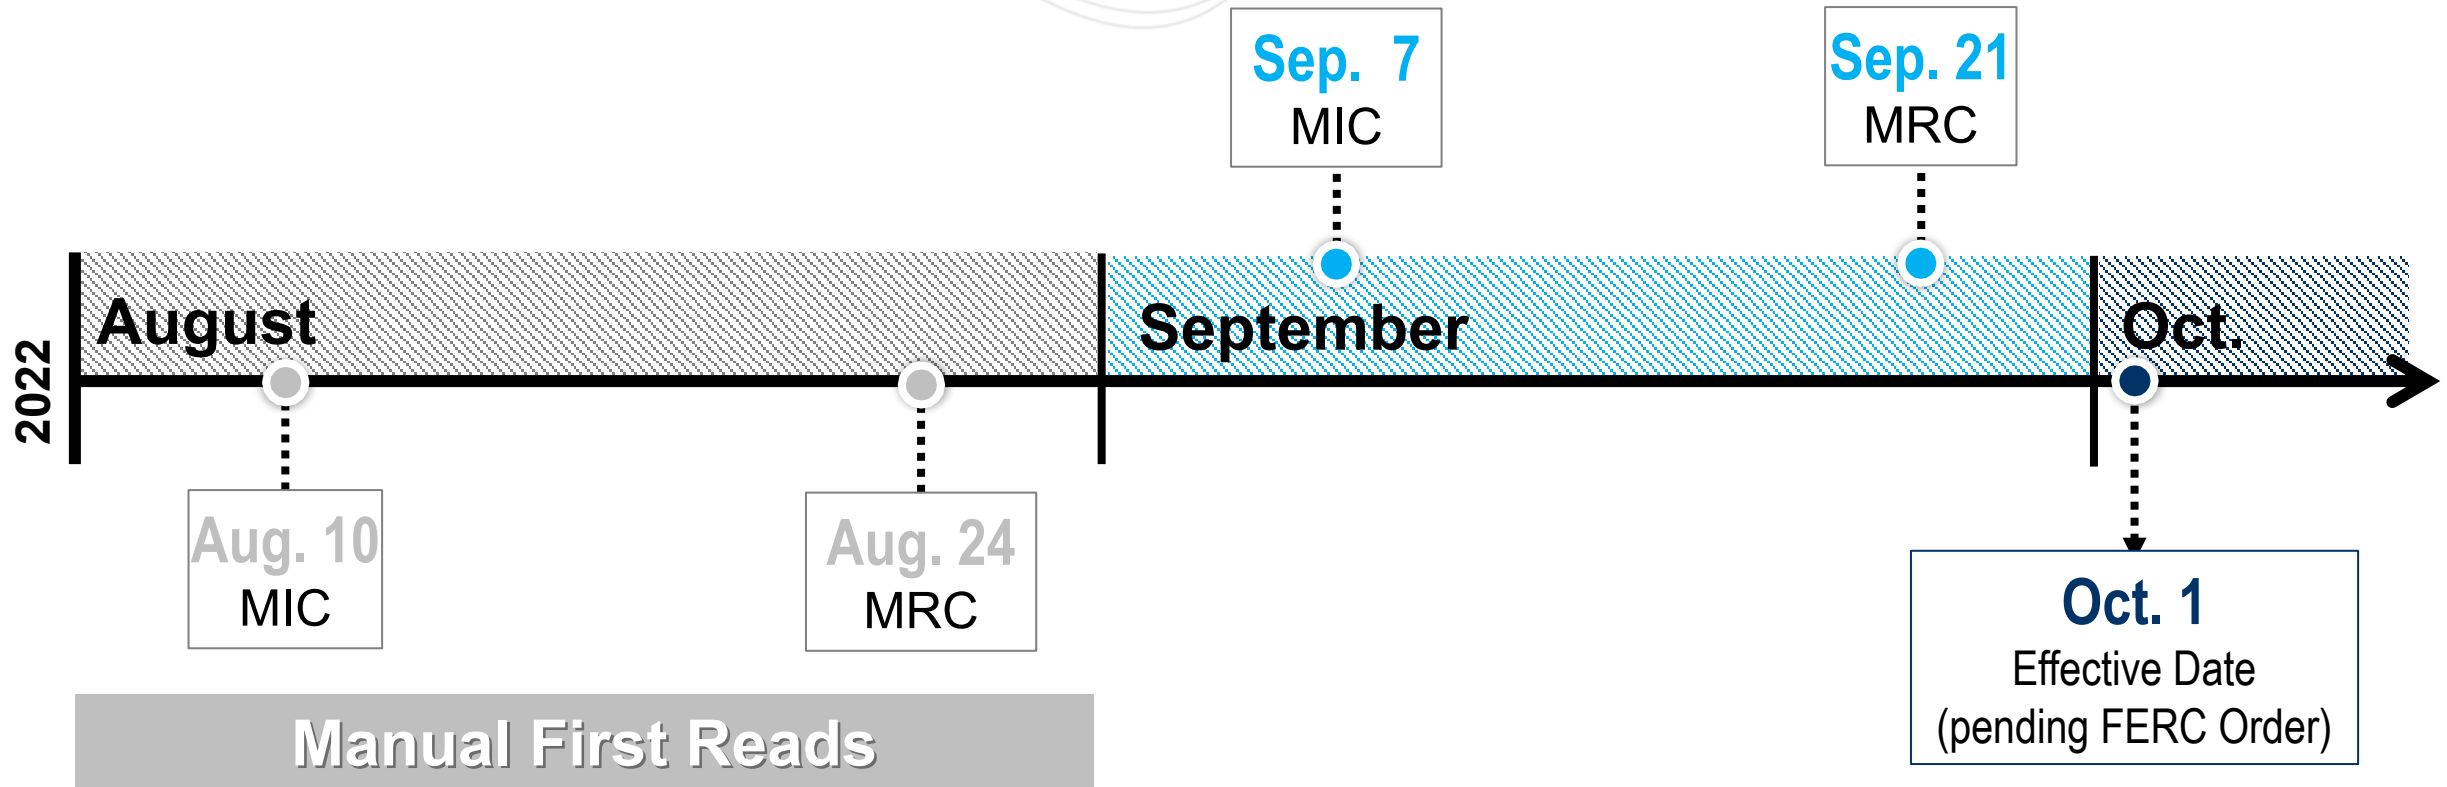 Sep. 7
MIC
Sep. 21
MRC
2022
August
September
Oct.
Aug. 10
MIC
Aug. 24
MRC
Oct. 1
Effective Date
(pending FERC Order)
Manual First Reads